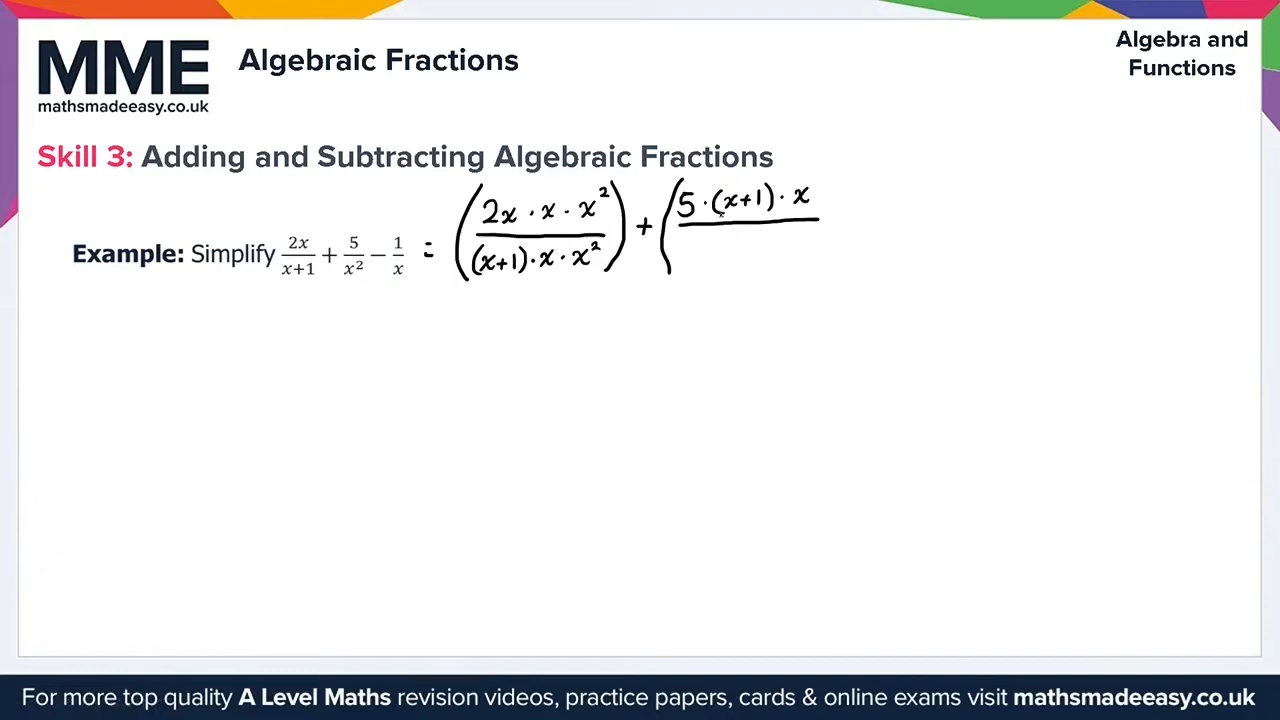 MME
mathsmadeeasy.co.uk
Algebraic Fractions
Algebra and
Functions
Skill 3: Adding and Subtracting Algebraic Fractions
Example: Simplify 2x/(x+1) + 5/x² − 1/x = ((2x · x · x²)/((x+1) · x · x²)) + (5 · (x+1) · x
For more top quality A Level Maths revision videos, practice papers, cards & online exams visit mathsmadeeasy.co.uk